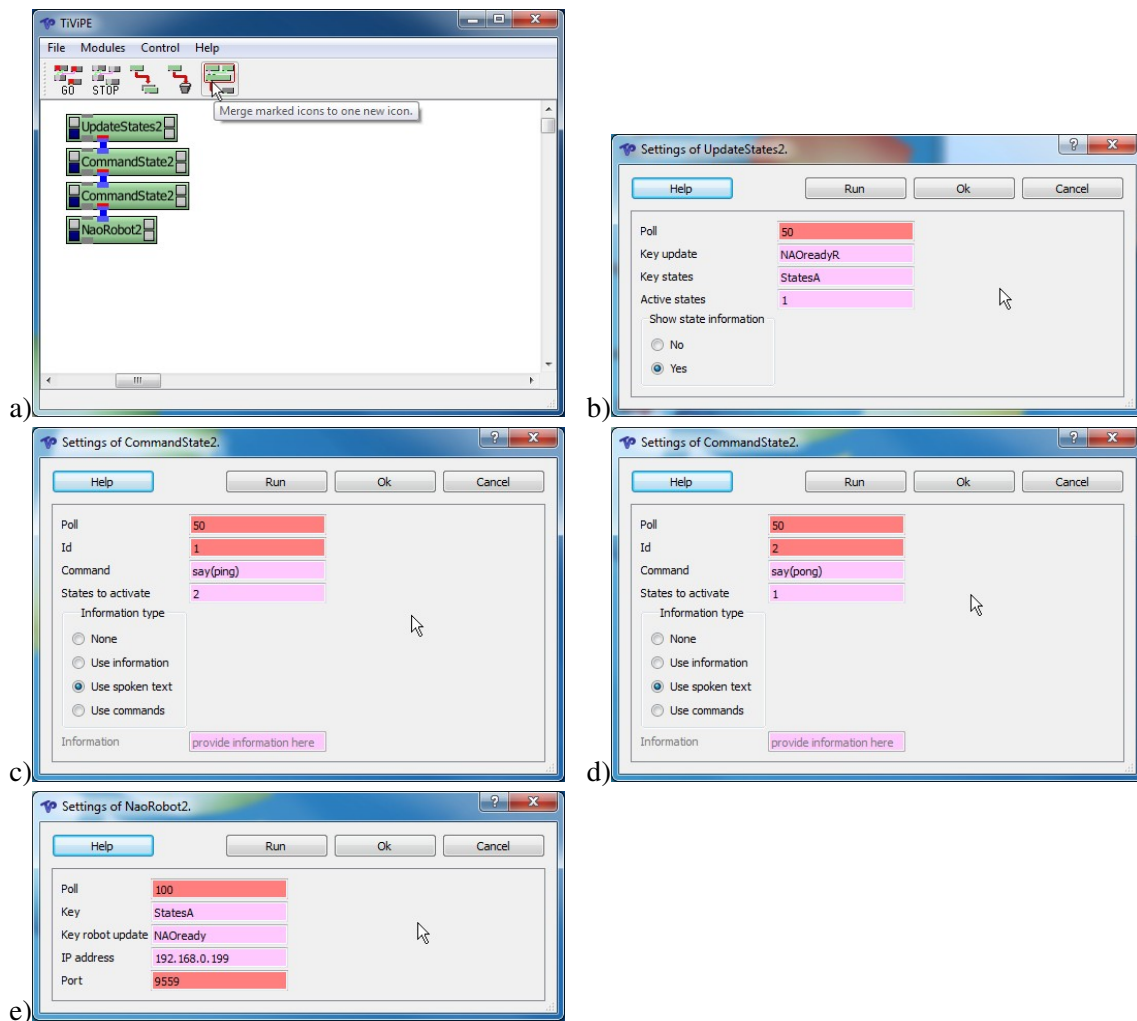 TiViPE
File Modules Control Help
GO STOP
Merge marked icons to one new icon.
UpdateStates2
CommandState2
CommandState2
NaoRobot2
a)
Settings of UpdateStates2.
Help Run Ok Cancel
Poll 50
Key update NAOreadyR
Key states StatesA
Active states 1
Show state information
No
Yes
b)
Settings of CommandState2.
Help Run Ok Cancel
Poll 50
Id 1
Command say(ping)
States to activate 2
Information type
None
Use information
Use spoken text
Use commands
Information provide information here
c)
Settings of CommandState2.
Help Run Ok Cancel
Poll 50
Id 2
Command say(pong)
States to activate 1
Information type
None
Use information
Use spoken text
Use commands
Information provide information here
d)
Settings of NaoRobot2.
Help Run Ok Cancel
Poll 100
Key StatesA
Key robot update NAOready
IP address 192.168.0.199
Port 9559
e)